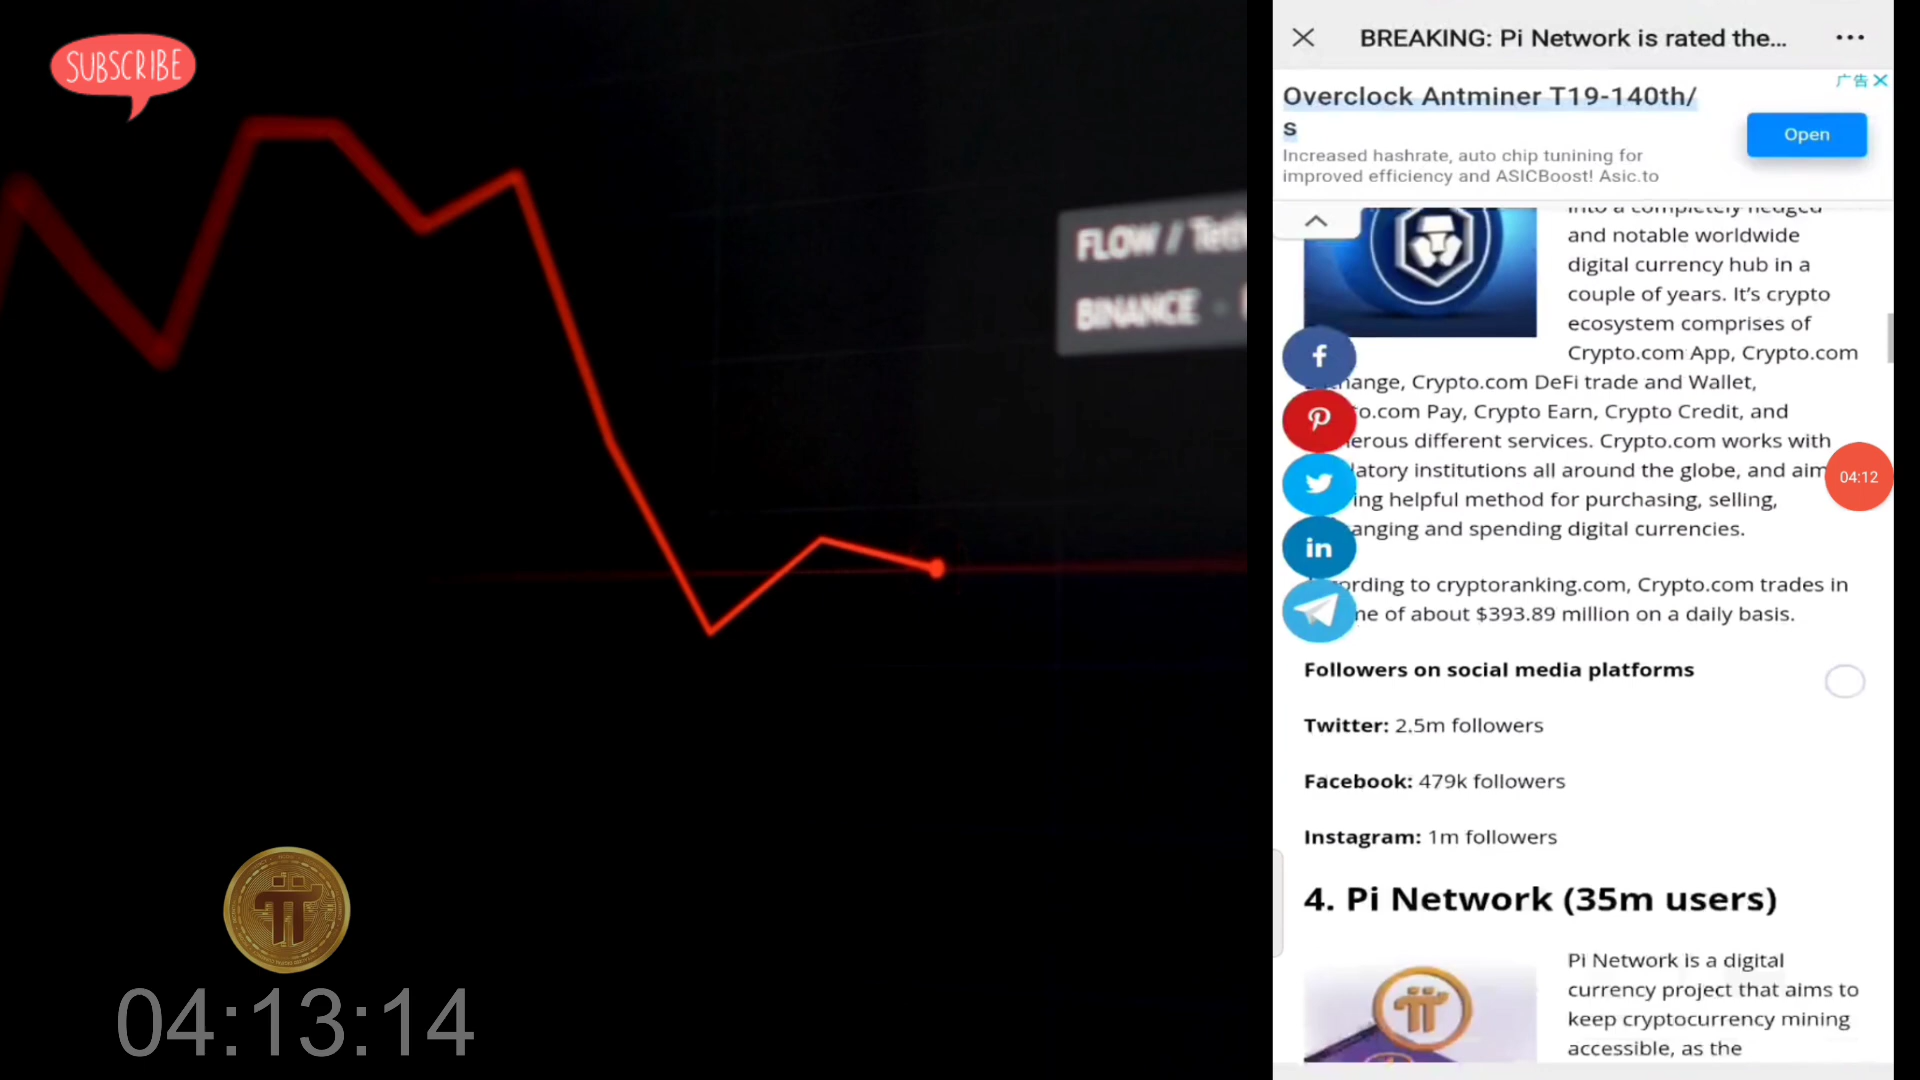 SUBSCRIBE
FLOW /
BINANCE
04:13:14
BREAKING: Pi Network is rated the...
广告
Overclock Antminer T19-140th/
s
Open
Increased hashrate, auto chip tunining for
improved efficiency and ASICBoost! Asic.to
into a completely fledged
and notable worldwide
digital currency hub in a
couple of years. It's crypto
ecosystem comprises of
Crypto.com App, Crypto.com
hange, Crypto.com DeFi trade and Wallet,
o.com Pay, Crypto Earn, Crypto Credit, and
erous different services. Crypto.com works with
latory institutions all around the globe, and aim
04:12
ing helpful method for purchasing, selling,
anging and spending digital currencies.
ording to cryptoranking.com, Crypto.com trades in
ne of about $393.89 million on a daily basis.
Followers on social media platforms
Twitter: 2.5m followers
Facebook: 479k followers
Instagram: 1m followers
4. Pi Network (35m users)
Pi Network is a digital
currency project that aims to
keep cryptocurrency mining
accessible, as the